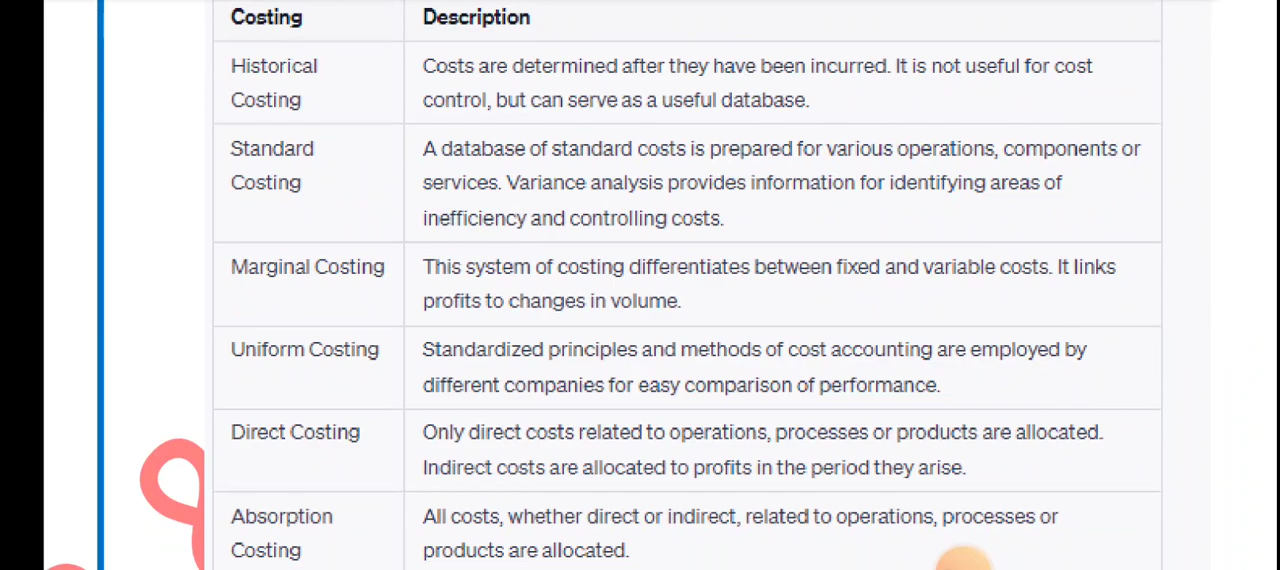 Costing Description
Historical Costing
Costs are determined after they have been incurred. It is not useful for cost
control, but can serve as a useful database.
Standard Costing
A database of standard costs is prepared for various operations, components or
services. Variance analysis provides information for identifying areas of
inefficiency and controlling costs.
Marginal Costing
This system of costing differentiates between fixed and variable costs. It links
profits to changes in volume.
Uniform Costing
Standardized principles and methods of cost accounting are employed by
different companies for easy comparison of performance.
Direct Costing
Only direct costs related to operations, processes or products are allocated.
Indirect costs are allocated to profits in the period they arise.
Absorption Costing
All costs, whether direct or indirect, related to operations, processes or
products are allocated.